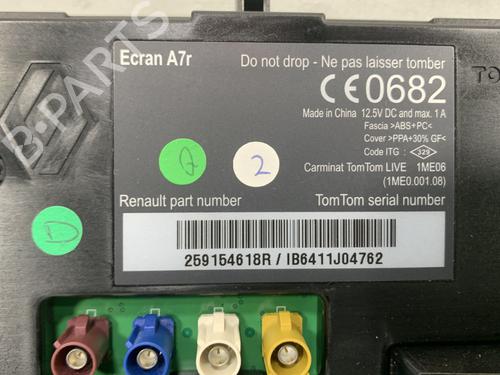 Ecran A7r
Do not drop - Ne pas laisser tomber
CE0682
Made in China 12.5V DC and max. 1 A
Fascia >ABS+PC<
Cover >PPA+30% GF<
Code ITG : 325
Carminat TomTom LIVE 1ME06
(1ME0.001.08)
Q
2
D
Renault part number
TomTom serial number
259154618R / IB6411J04762
B-PARTS